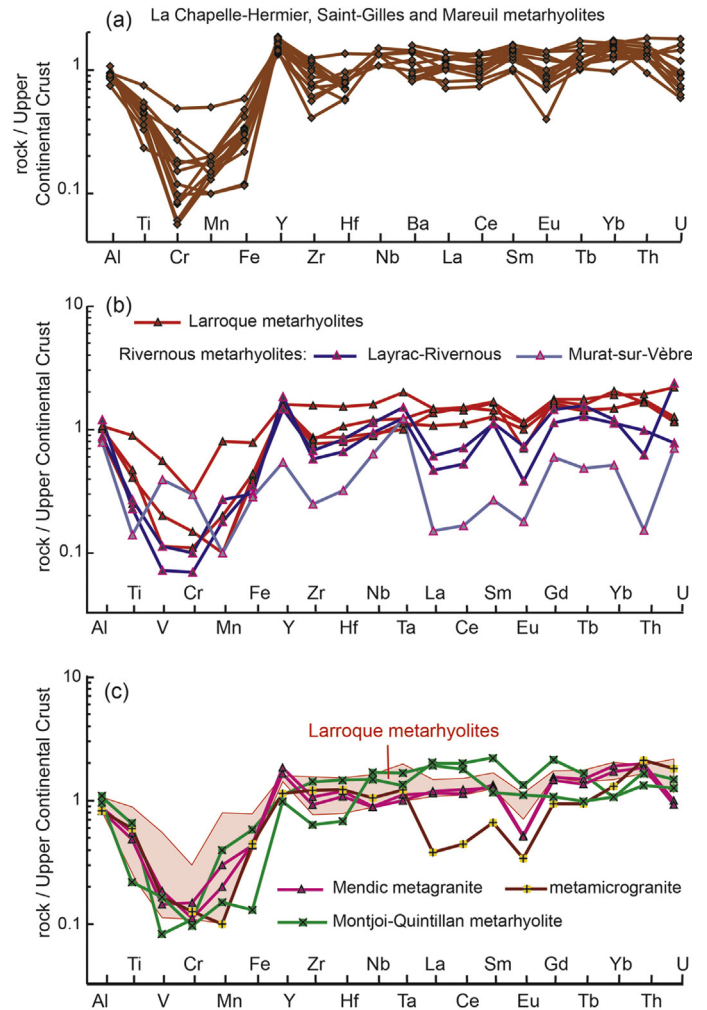 (a) La Chapelle-Hermier, Saint-Gilles and Mareuil metarhyolites
rock / Upper
Continental Crust
1
0.1
Ti Mn Y Hf Ba Ce Eu Yb U
Al Cr Fe Zr Nb La Sm Tb Th
(b)
rock / Upper Continental Crust
10
1
0.1
Larroque metarhyolites
Rivernous metarhyolites: Layrac-Rivernous Murat-sur-Vèbre
Ti Cr Fe Zr Nb La Sm Gd Yb U
Al V Mn Y Hf Ta Ce Eu Tb Th
(c)
rock / Upper Continental Crust
10
1
0.1
Larroque metarhyolites
Mendic metagranite metamicrogranite
Montjoi-Quintillan metarhyolite
Ti Cr Fe Zr Nb La Sm Gd Yb U
Al V Mn Y Hf Ta Ce Eu Tb Th